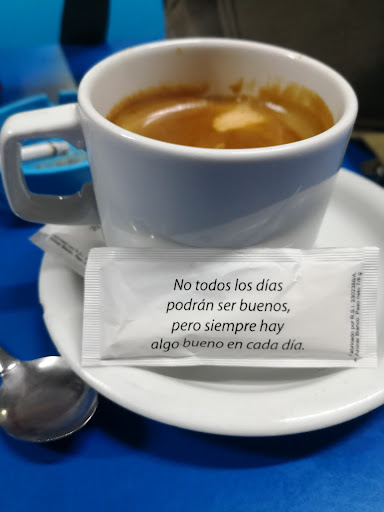 No todos los días
podrán ser buenos,
pero siempre hay
algo bueno en cada día.